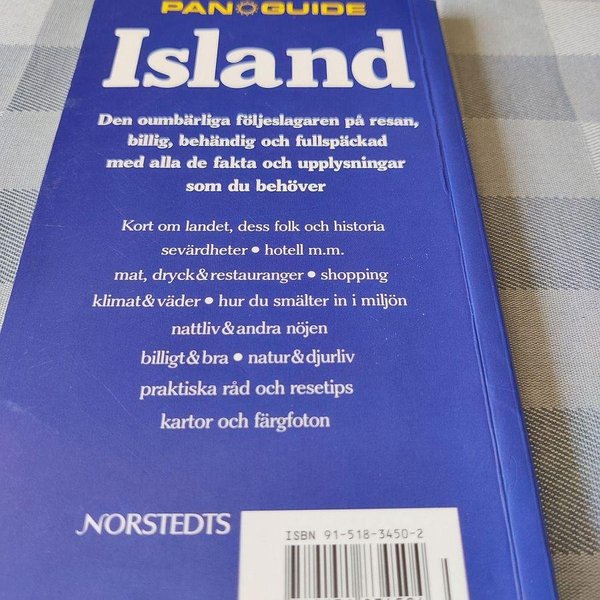 PAN GUIDE
Island
Den oumbärliga följeslagaren på resan,
billig, behändig och fullspäckad
med alla de fakta och upplysningar
som du behöver
Kort om landet, dess folk och historia
sevärdheter • hotell m.m.
mat, dryck & restauranger • shopping
klimat & väder • hur du smälter in i miljön
nattliv & andra nöjen
billigt & bra • natur & djurliv
praktiska råd och resetips
kartor och färgfoton
NORSTEDTS
ISBN 91-518-3450-2